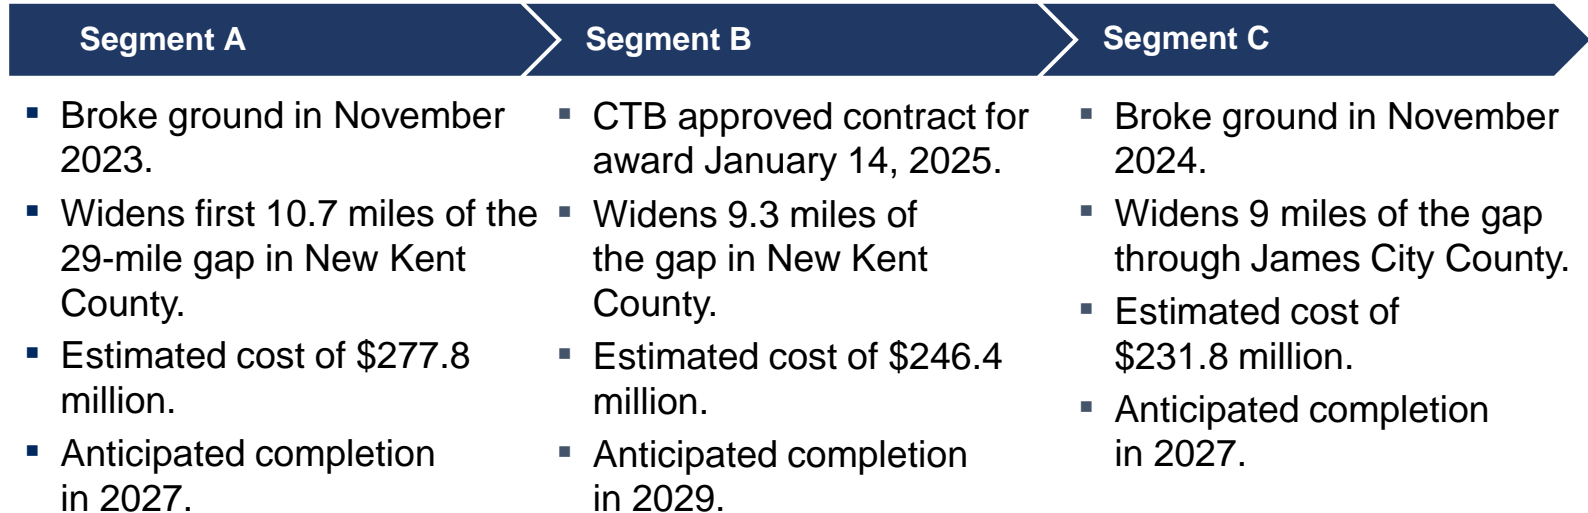 Segment A
Broke ground in November
2023.
Widens first 10.7 miles of the
29-mile gap in New Kent
County.
Estimated cost of $277.8
million.
Anticipated completion
in 2027.
Segment B
CTB approved contract for
award January 14, 2025.
Widens 9.3 miles of
the gap in New Kent
County.
Estimated cost of $246.4
million.
Anticipated completion
in 2029.
Segment C
Broke ground in November
2024.
Widens 9 miles of the gap
through James City County.
Estimated cost of
$231.8 million.
Anticipated completion
in 2027.